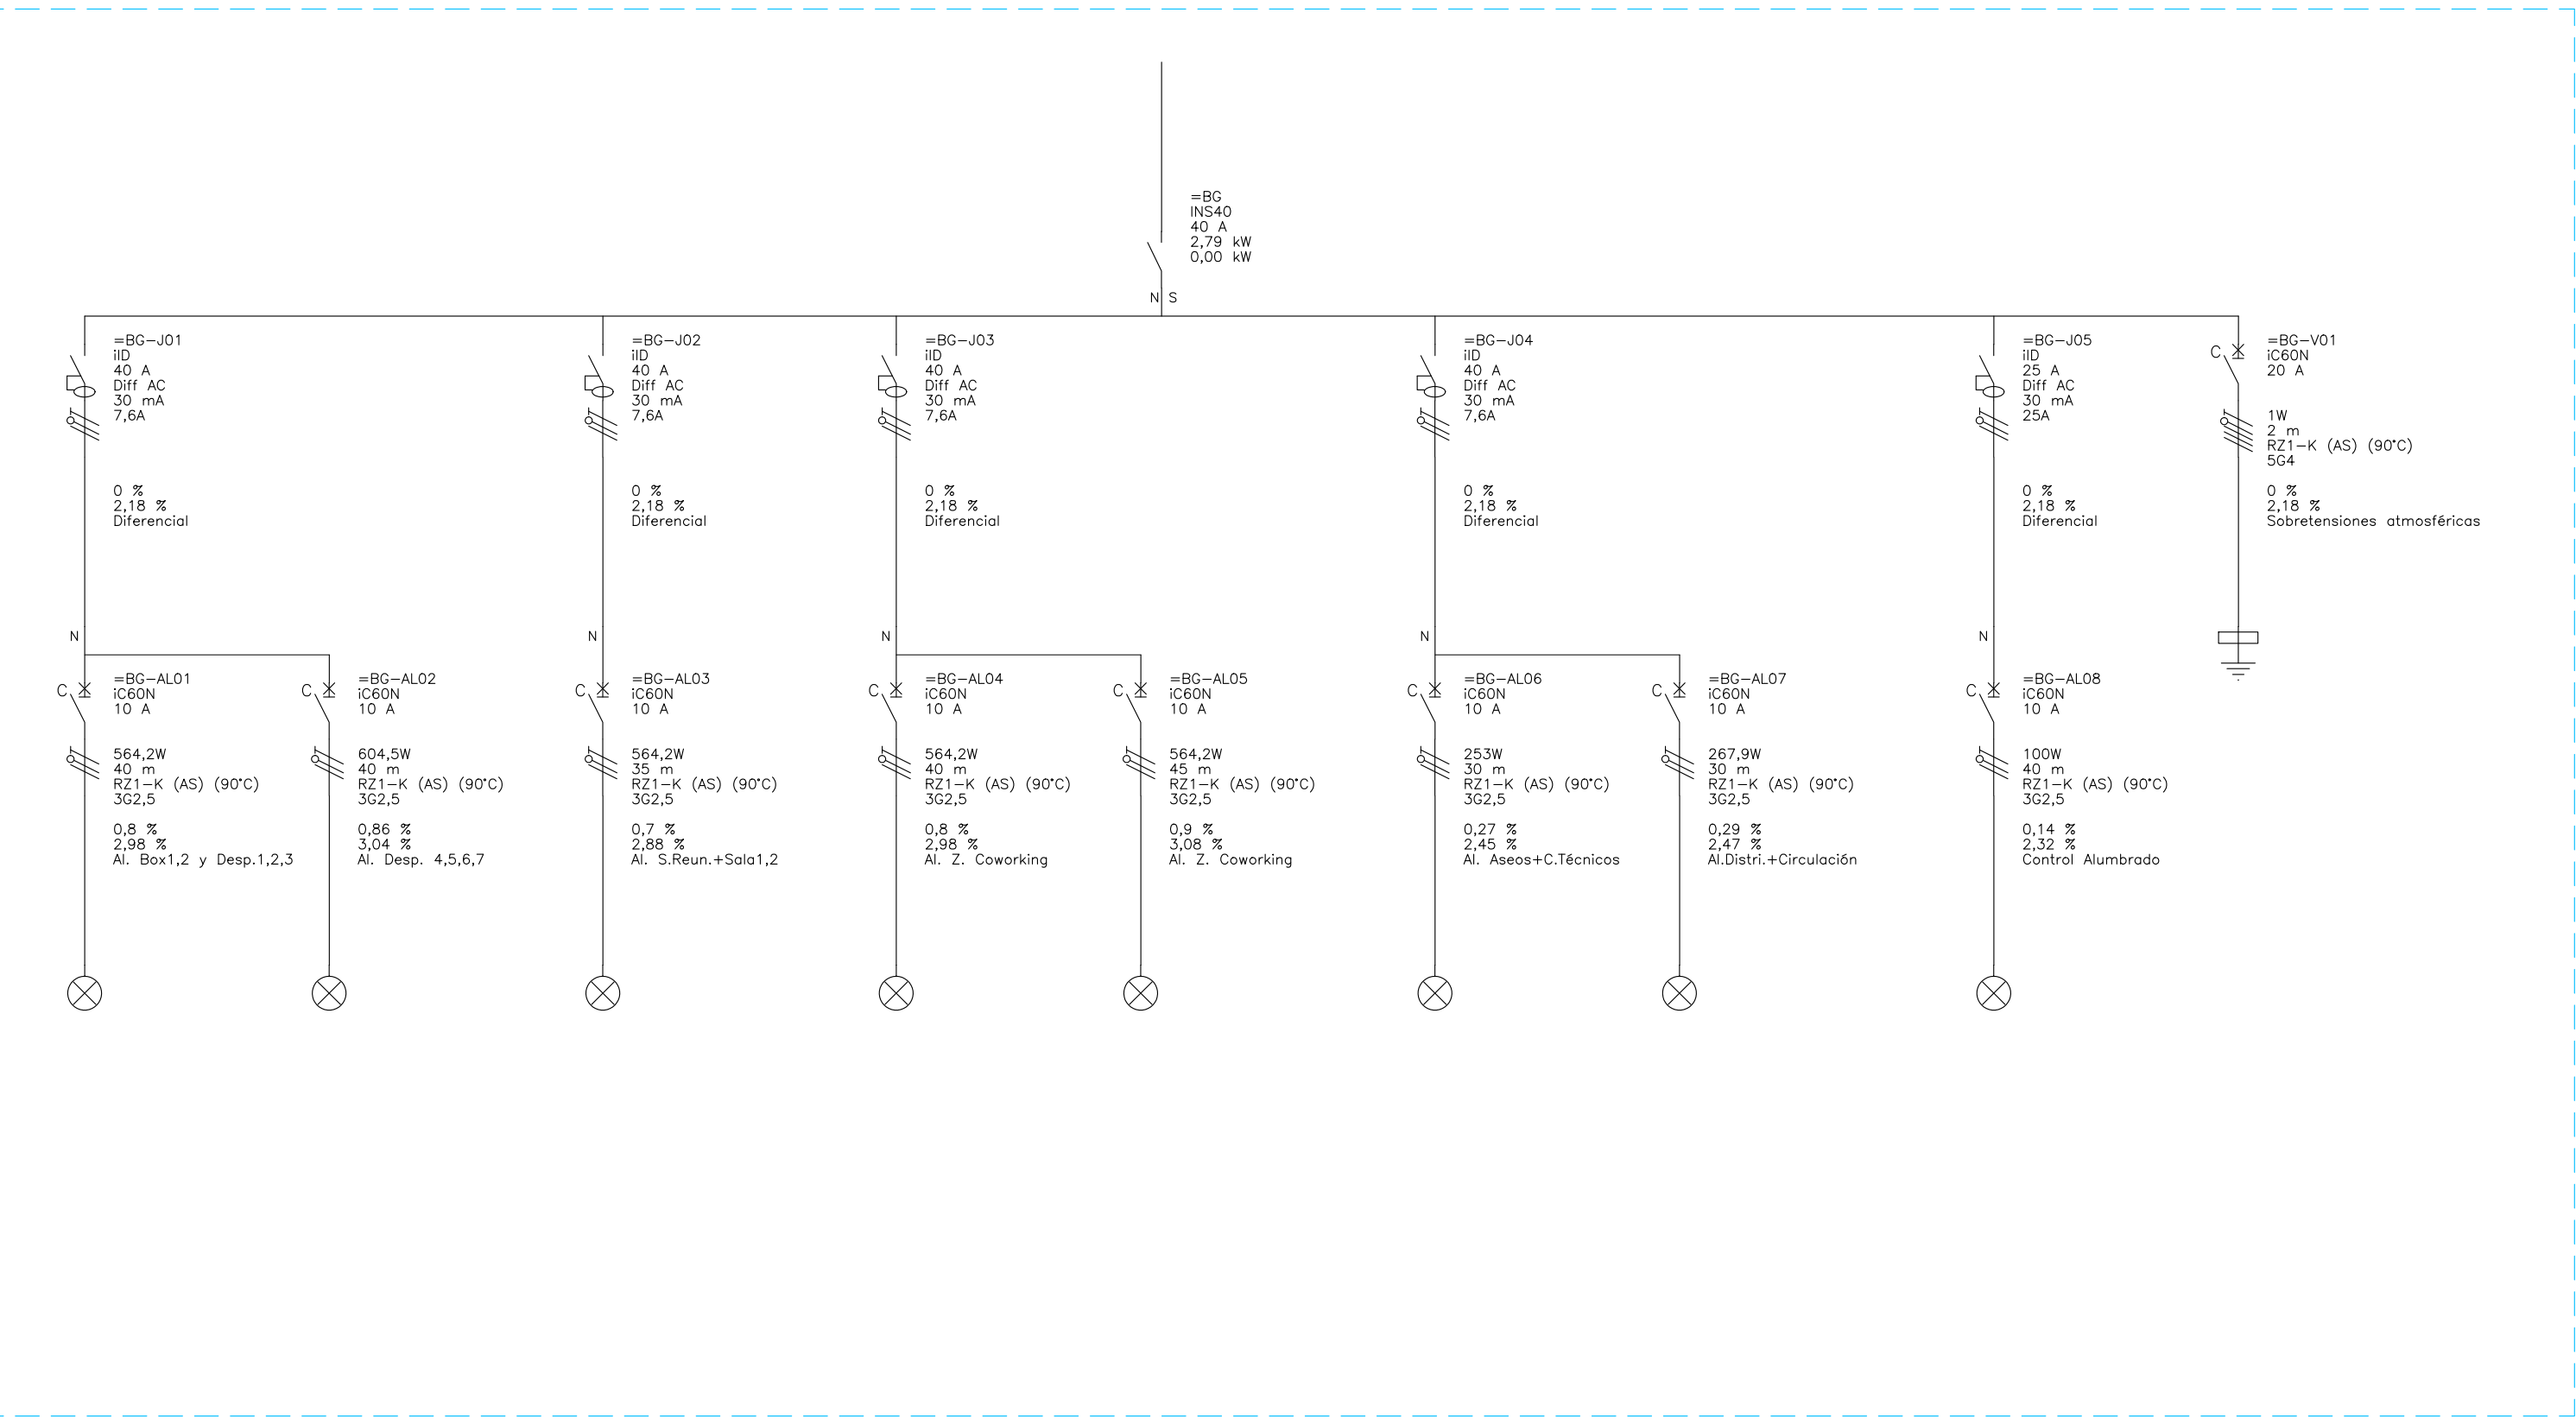 =BG
INS40
40 A
2,79 kW
0,00 kW
N S
=BG-J01
iID
40 A
Diff AC
30 mA
7,6A
0 %
2,18 %
Diferencial
N
=BG-J02
iID
40 A
Diff AC
30 mA
7,6A
0 %
2,18 %
Diferencial
N
=BG-J03
iID
40 A
Diff AC
30 mA
7,6A
0 %
2,18 %
Diferencial
N
=BG-J04
iID
40 A
Diff AC
30 mA
7,6A
0 %
2,18 %
Diferencial
N
=BG-J05
iID
25 A
Diff AC
30 mA
25A
0 %
2,18 %
Diferencial
N
C
=BG-V01
iC60N
20 A
1W
2 m
RZ1-K (AS) (90°C)
5G4
0 %
2,18 %
Sobretensiones atmosféricas
C
=BG-AL01
iC60N
10 A
564,2W
40 m
RZ1-K (AS) (90°C)
3G2,5
0,8 %
2,98 %
Al. Box1,2 y Desp.1,2,3
C
=BG-AL02
iC60N
10 A
604,5W
40 m
RZ1-K (AS) (90°C)
3G2,5
0,86 %
3,04 %
Al. Desp. 4,5,6,7
C
=BG-AL03
iC60N
10 A
564,2W
35 m
RZ1-K (AS) (90°C)
3G2,5
0,7 %
2,88 %
Al. S.Reun.+Sala1,2
C
=BG-AL04
iC60N
10 A
564,2W
40 m
RZ1-K (AS) (90°C)
3G2,5
0,8 %
2,98 %
Al. Z. Coworking
C
=BG-AL05
iC60N
10 A
564,2W
45 m
RZ1-K (AS) (90°C)
3G2,5
0,9 %
3,08 %
Al. Z. Coworking
C
=BG-AL06
iC60N
10 A
253W
30 m
RZ1-K (AS) (90°C)
3G2,5
0,27 %
2,45 %
Al. Aseos+C.Técnicos
C
=BG-AL07
iC60N
10 A
267,9W
30 m
RZ1-K (AS) (90°C)
3G2,5
0,29 %
2,47 %
Al.Distri.+Circulación
C
=BG-AL08
iC60N
10 A
100W
40 m
RZ1-K (AS) (90°C)
3G2,5
0,14 %
2,32 %
Control Alumbrado